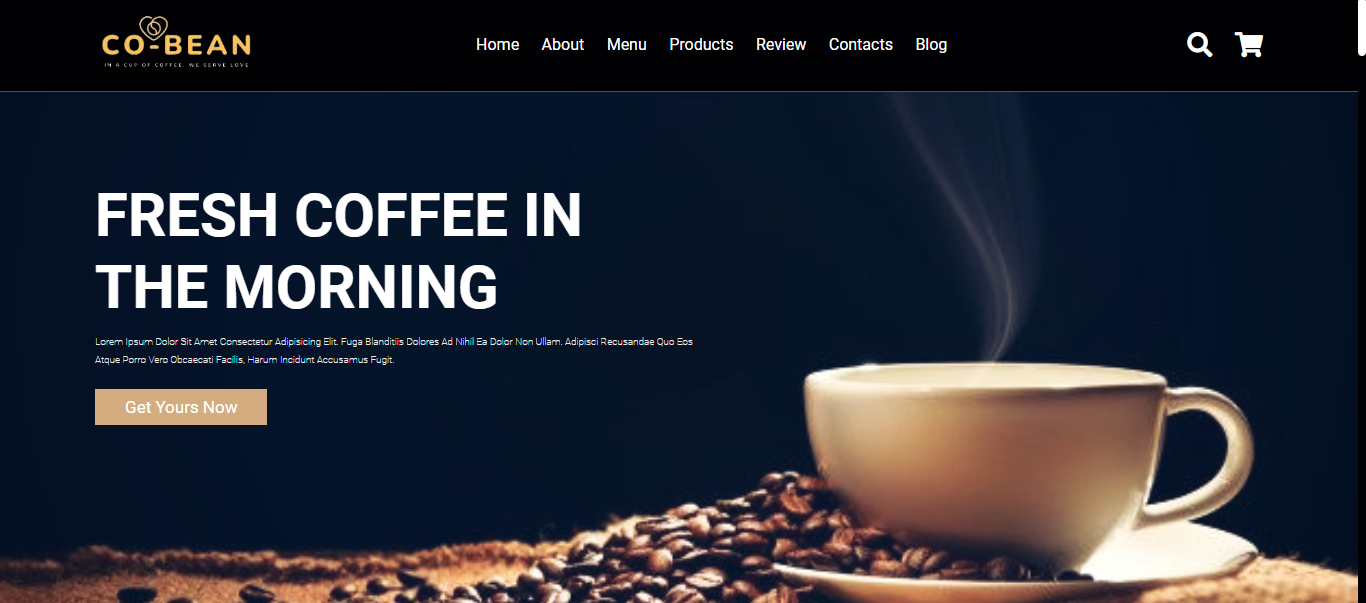 CO-BEAN
IN A CUP OF COFFEE, WE SERVE LOVE
Home About Menu Products Review Contacts Blog
FRESH COFFEE IN
THE MORNING
Lorem Ipsum Dolor Sit Amet Consectetur Adipisicing Elit. Fuga Blanditiis Dolores Ad Nihil Ea Dolor Non Ullam. Adipisci Recusandae Quo Eos
Atque Porro Vero Obcaecati Facilis, Harum Incidunt Accusamus Fugit.
Get Yours Now